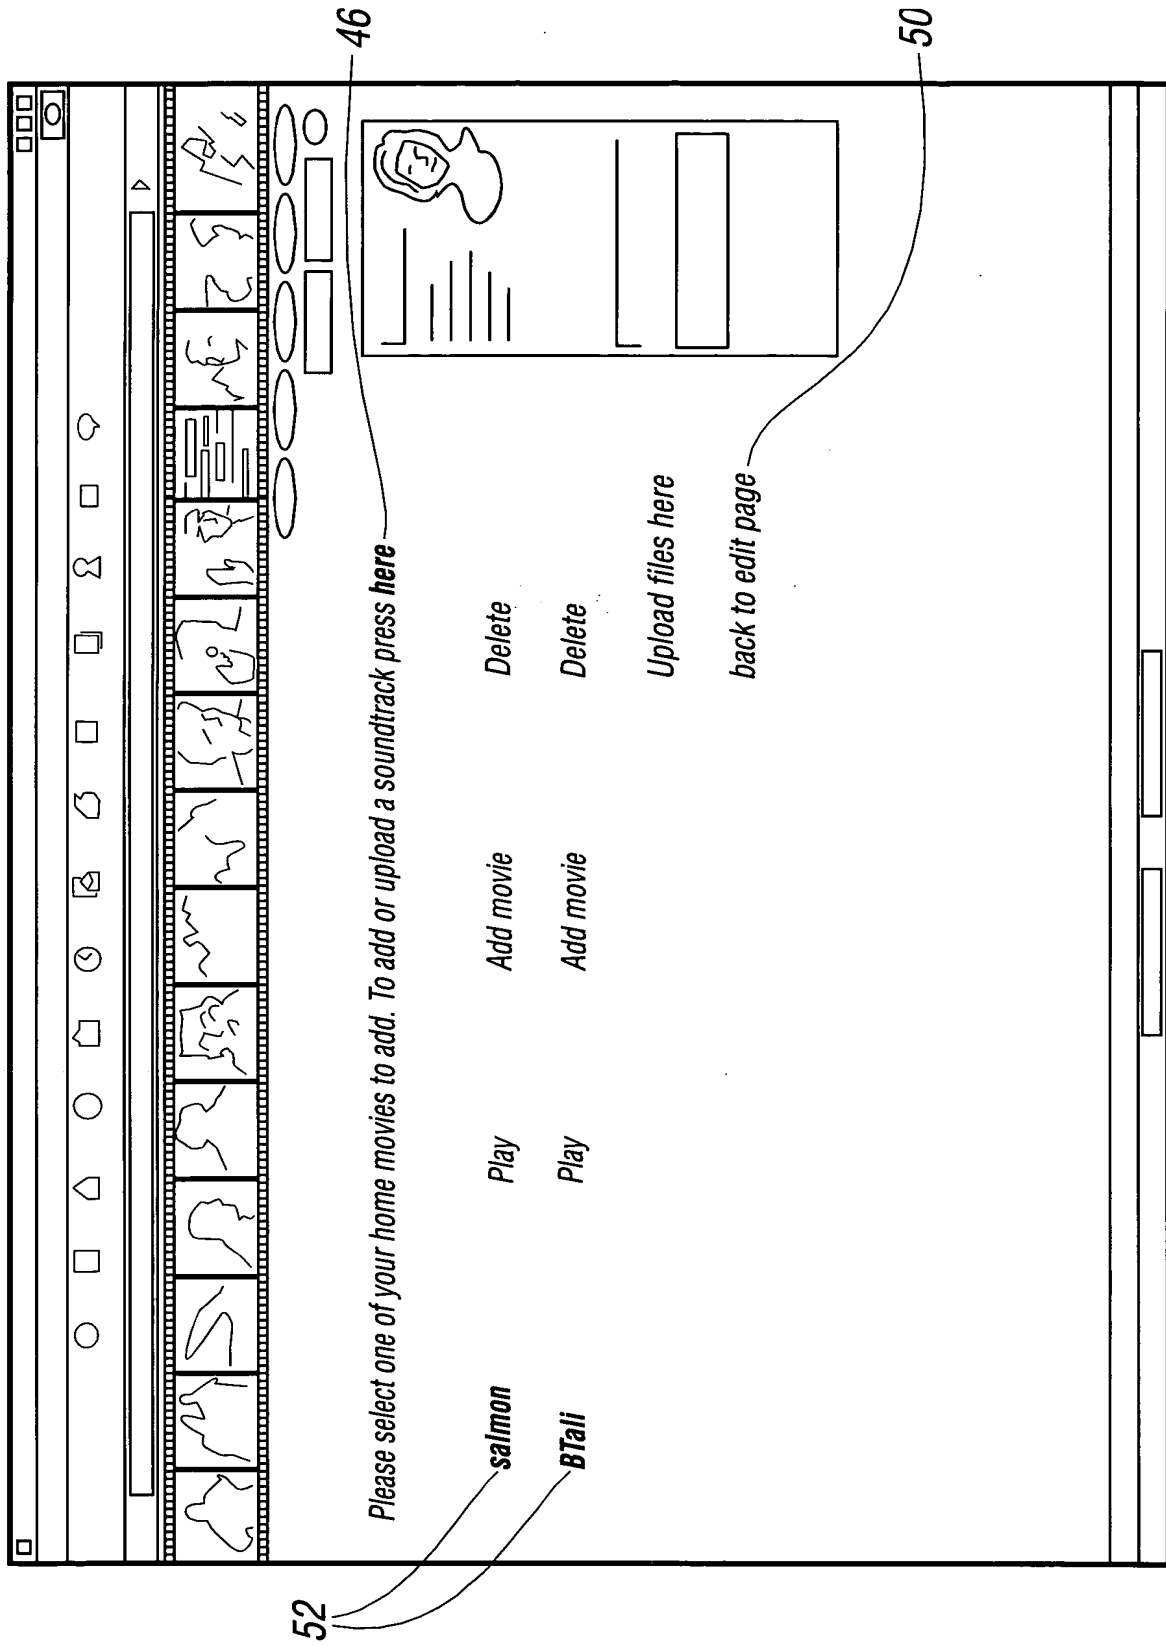 46
Please select one of your home movies to add. To add or upload a soundtrack press here
52
salmon Play Add movie Delete
BTali Play Add movie Delete
Upload files here
back to edit page
50